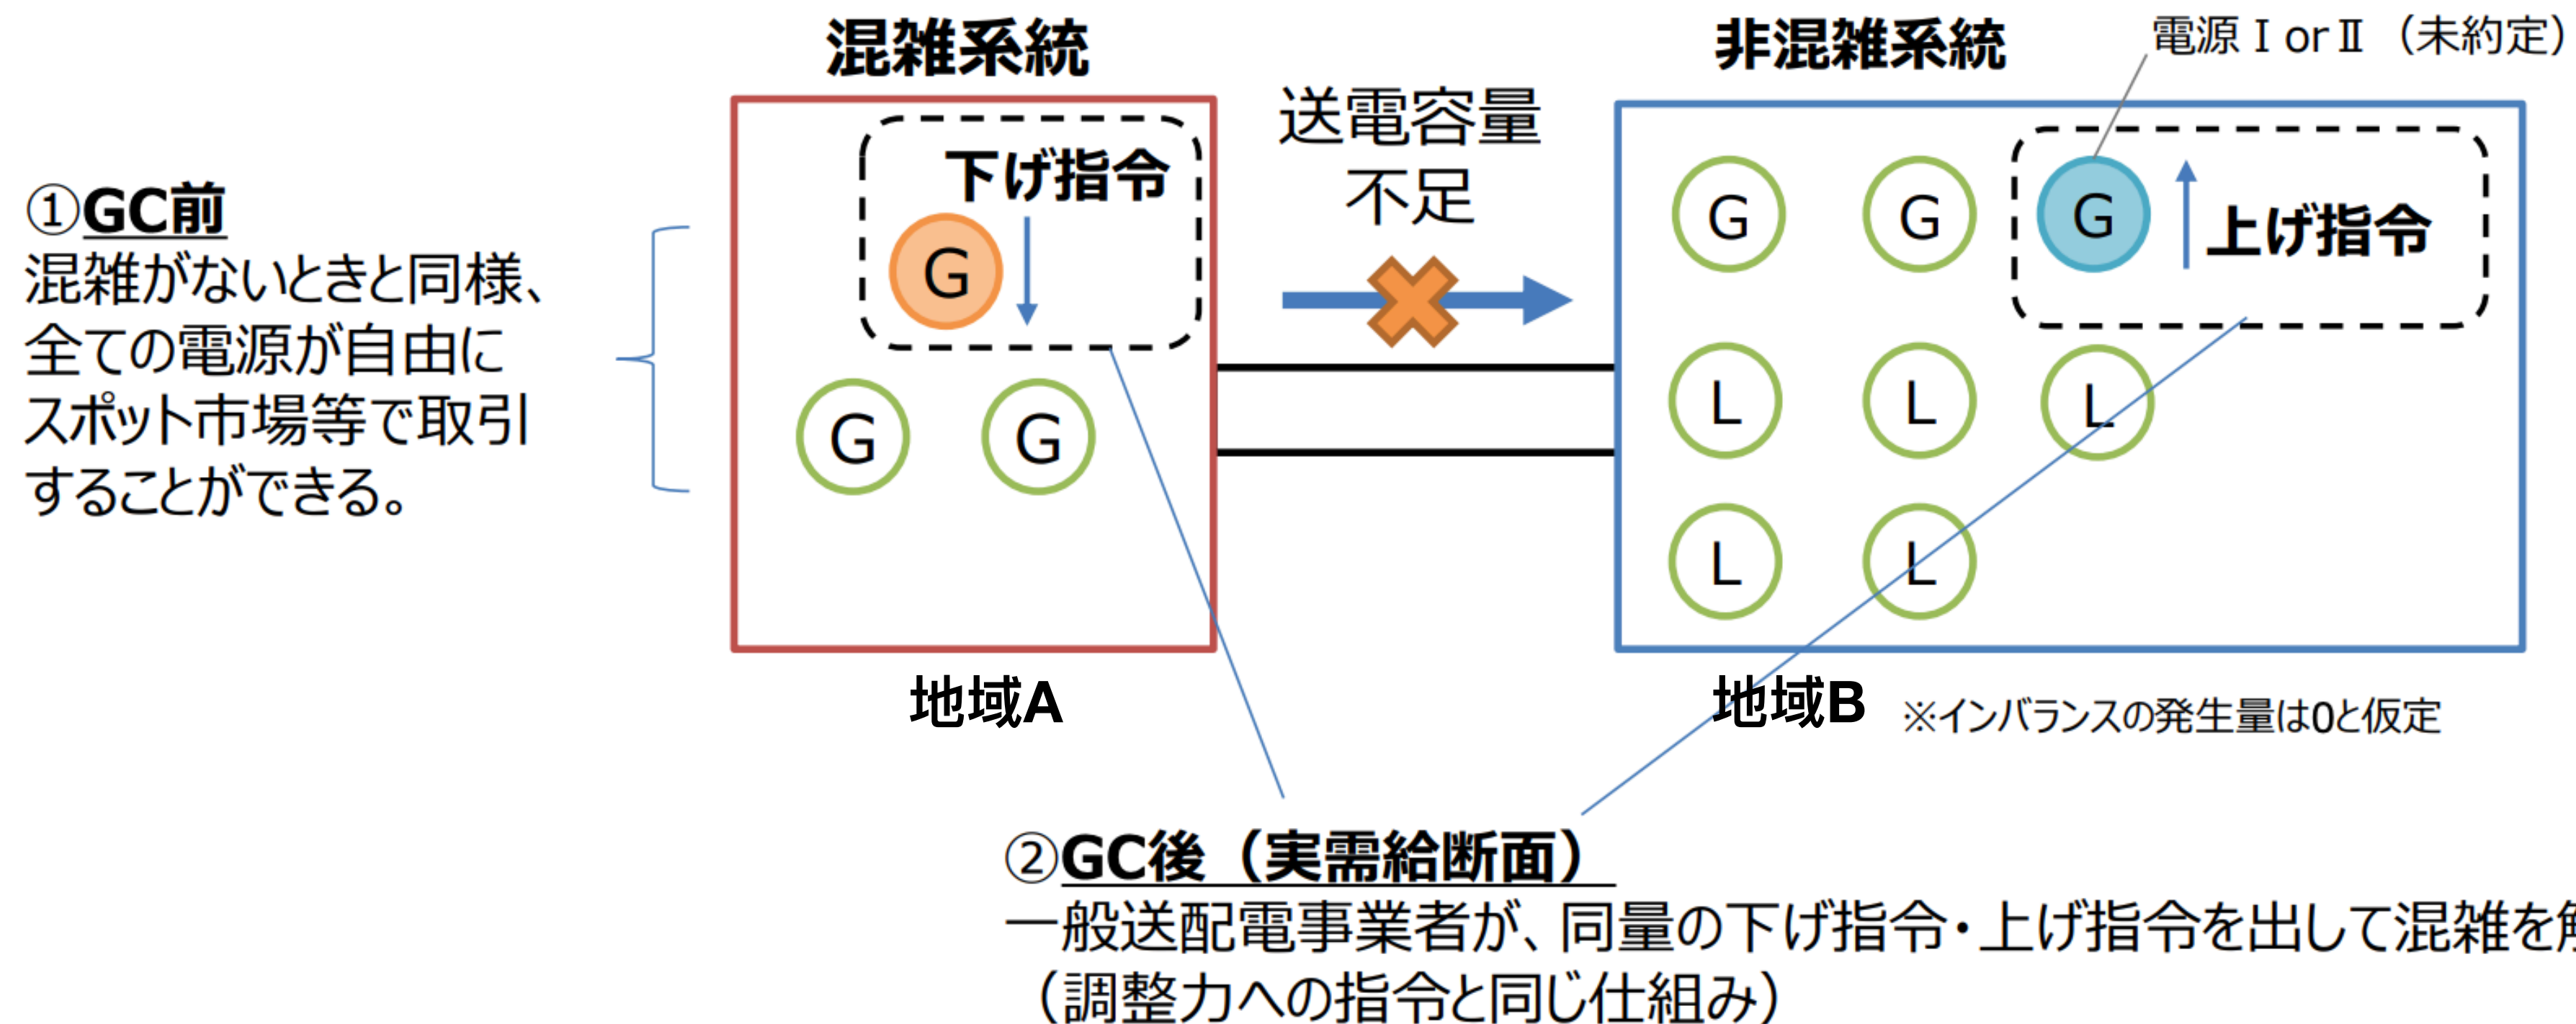 混雑系統
非混雑系統
電源ⅠorⅡ（未約定）
送電容量
不足
下げ指令
G
G
G
G
G
G
上げ指令
L
L
L
L
L
①GC前
混雑がないときと同様、
全ての電源が自由に
スポット市場等で取引
することができる。
地域A
地域B
※インバランスの発生量は0と仮定
②GC後（実需給断面）
一般送配電事業者が、同量の下げ指令・上げ指令を出して混雑を
（調整力への指令と同じ仕組み）